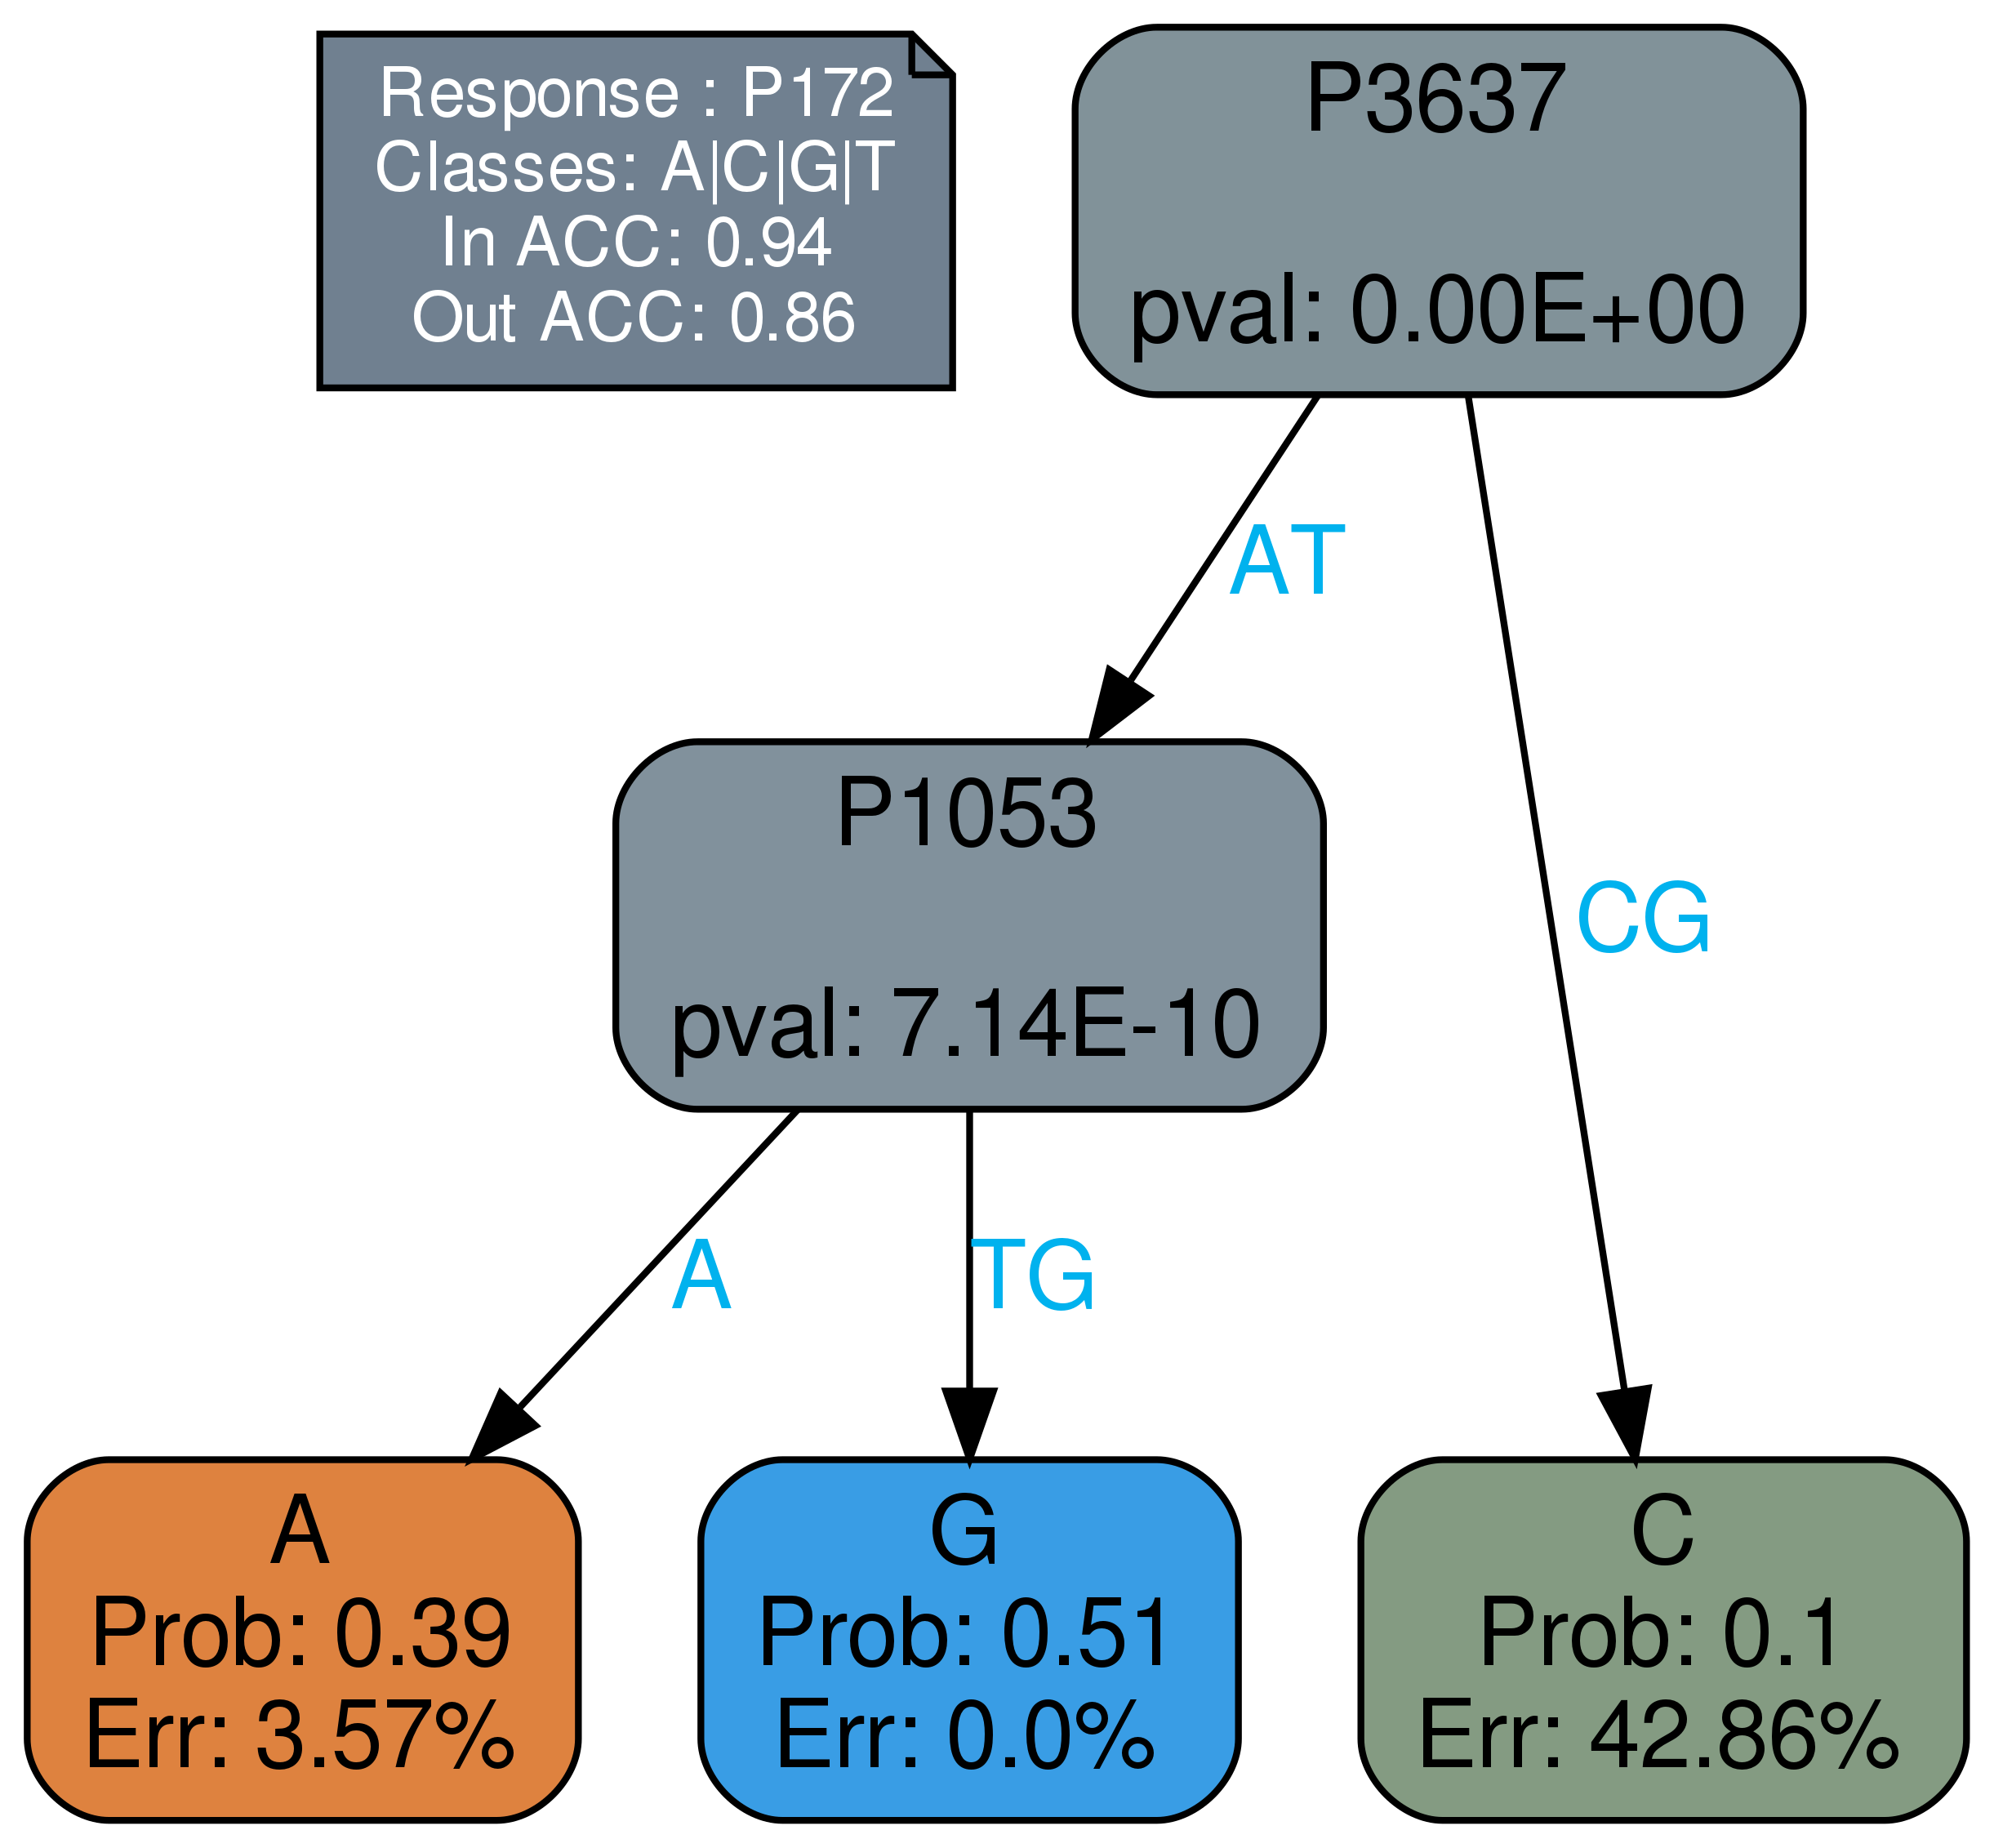 Response : P172
Classes: A|C|G|T
In ACC: 0.94
Out ACC: 0.86
P3637
pval: 0.00E+00
AT
P1053
pval: 7.14E-10
CG
A
TG
A
Prob: 0.39
Err: 3.57%
G
Prob: 0.51
Err: 0.0%
C
Prob: 0.1
Err: 42.86%